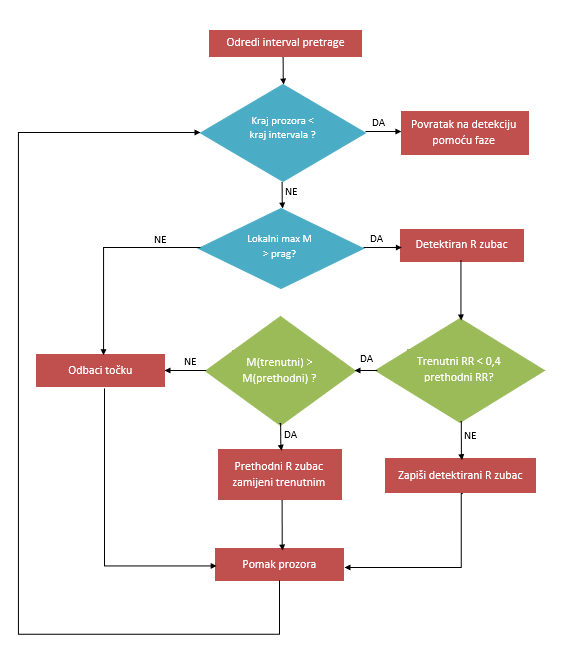 Odredi interval pretrage
Kraj prozora <
kraj intervala ?
DA
Povratak na detekciju
pomoću faze
NE
Lokalni max M
> prag?
NE
DA
Detektiran R zubac
M(trenutni) >
M(prethodni) ?
DA
Trenutni RR < 0,4
prethodni RR?
NE
Odbaci točku
DA
NE
Prethodni R zubac
zamijeni trenutnim
Zapiši detektirani R zubac
Pomak prozora